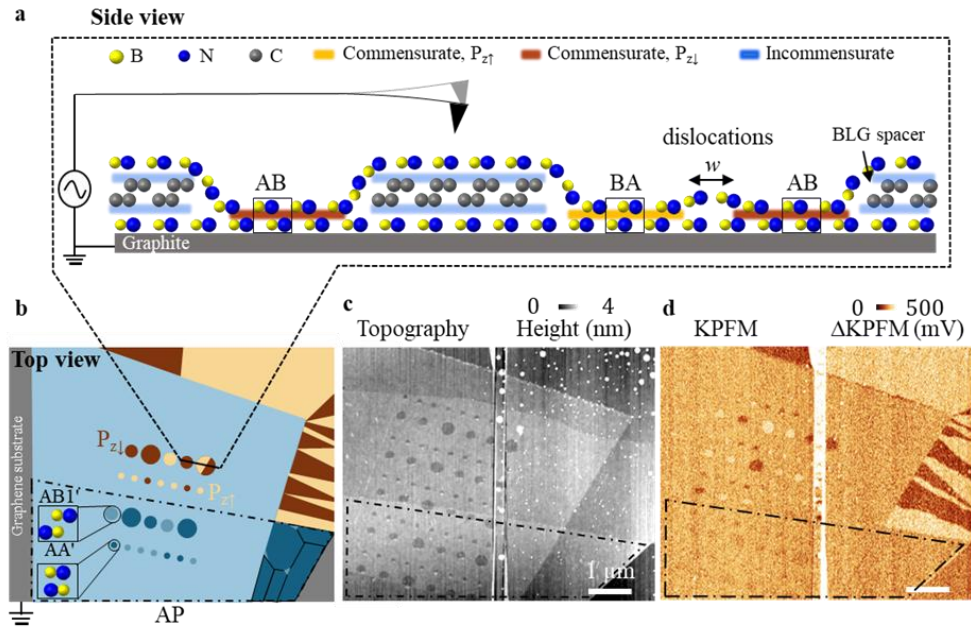 a
Side view
B N C Commensurate, Pz↑ Commensurate, Pz↓ Incommensurate
dislocations
BLG spacer
w
AB BA AB
Graphite
b
Top view
Graphene substrate
Pz↓
Pz↑
AB1'
AA'
AP
c
0 4
Topography Height (nm)
1 μm
d
0 500
KPFM ΔKPFM (mV)